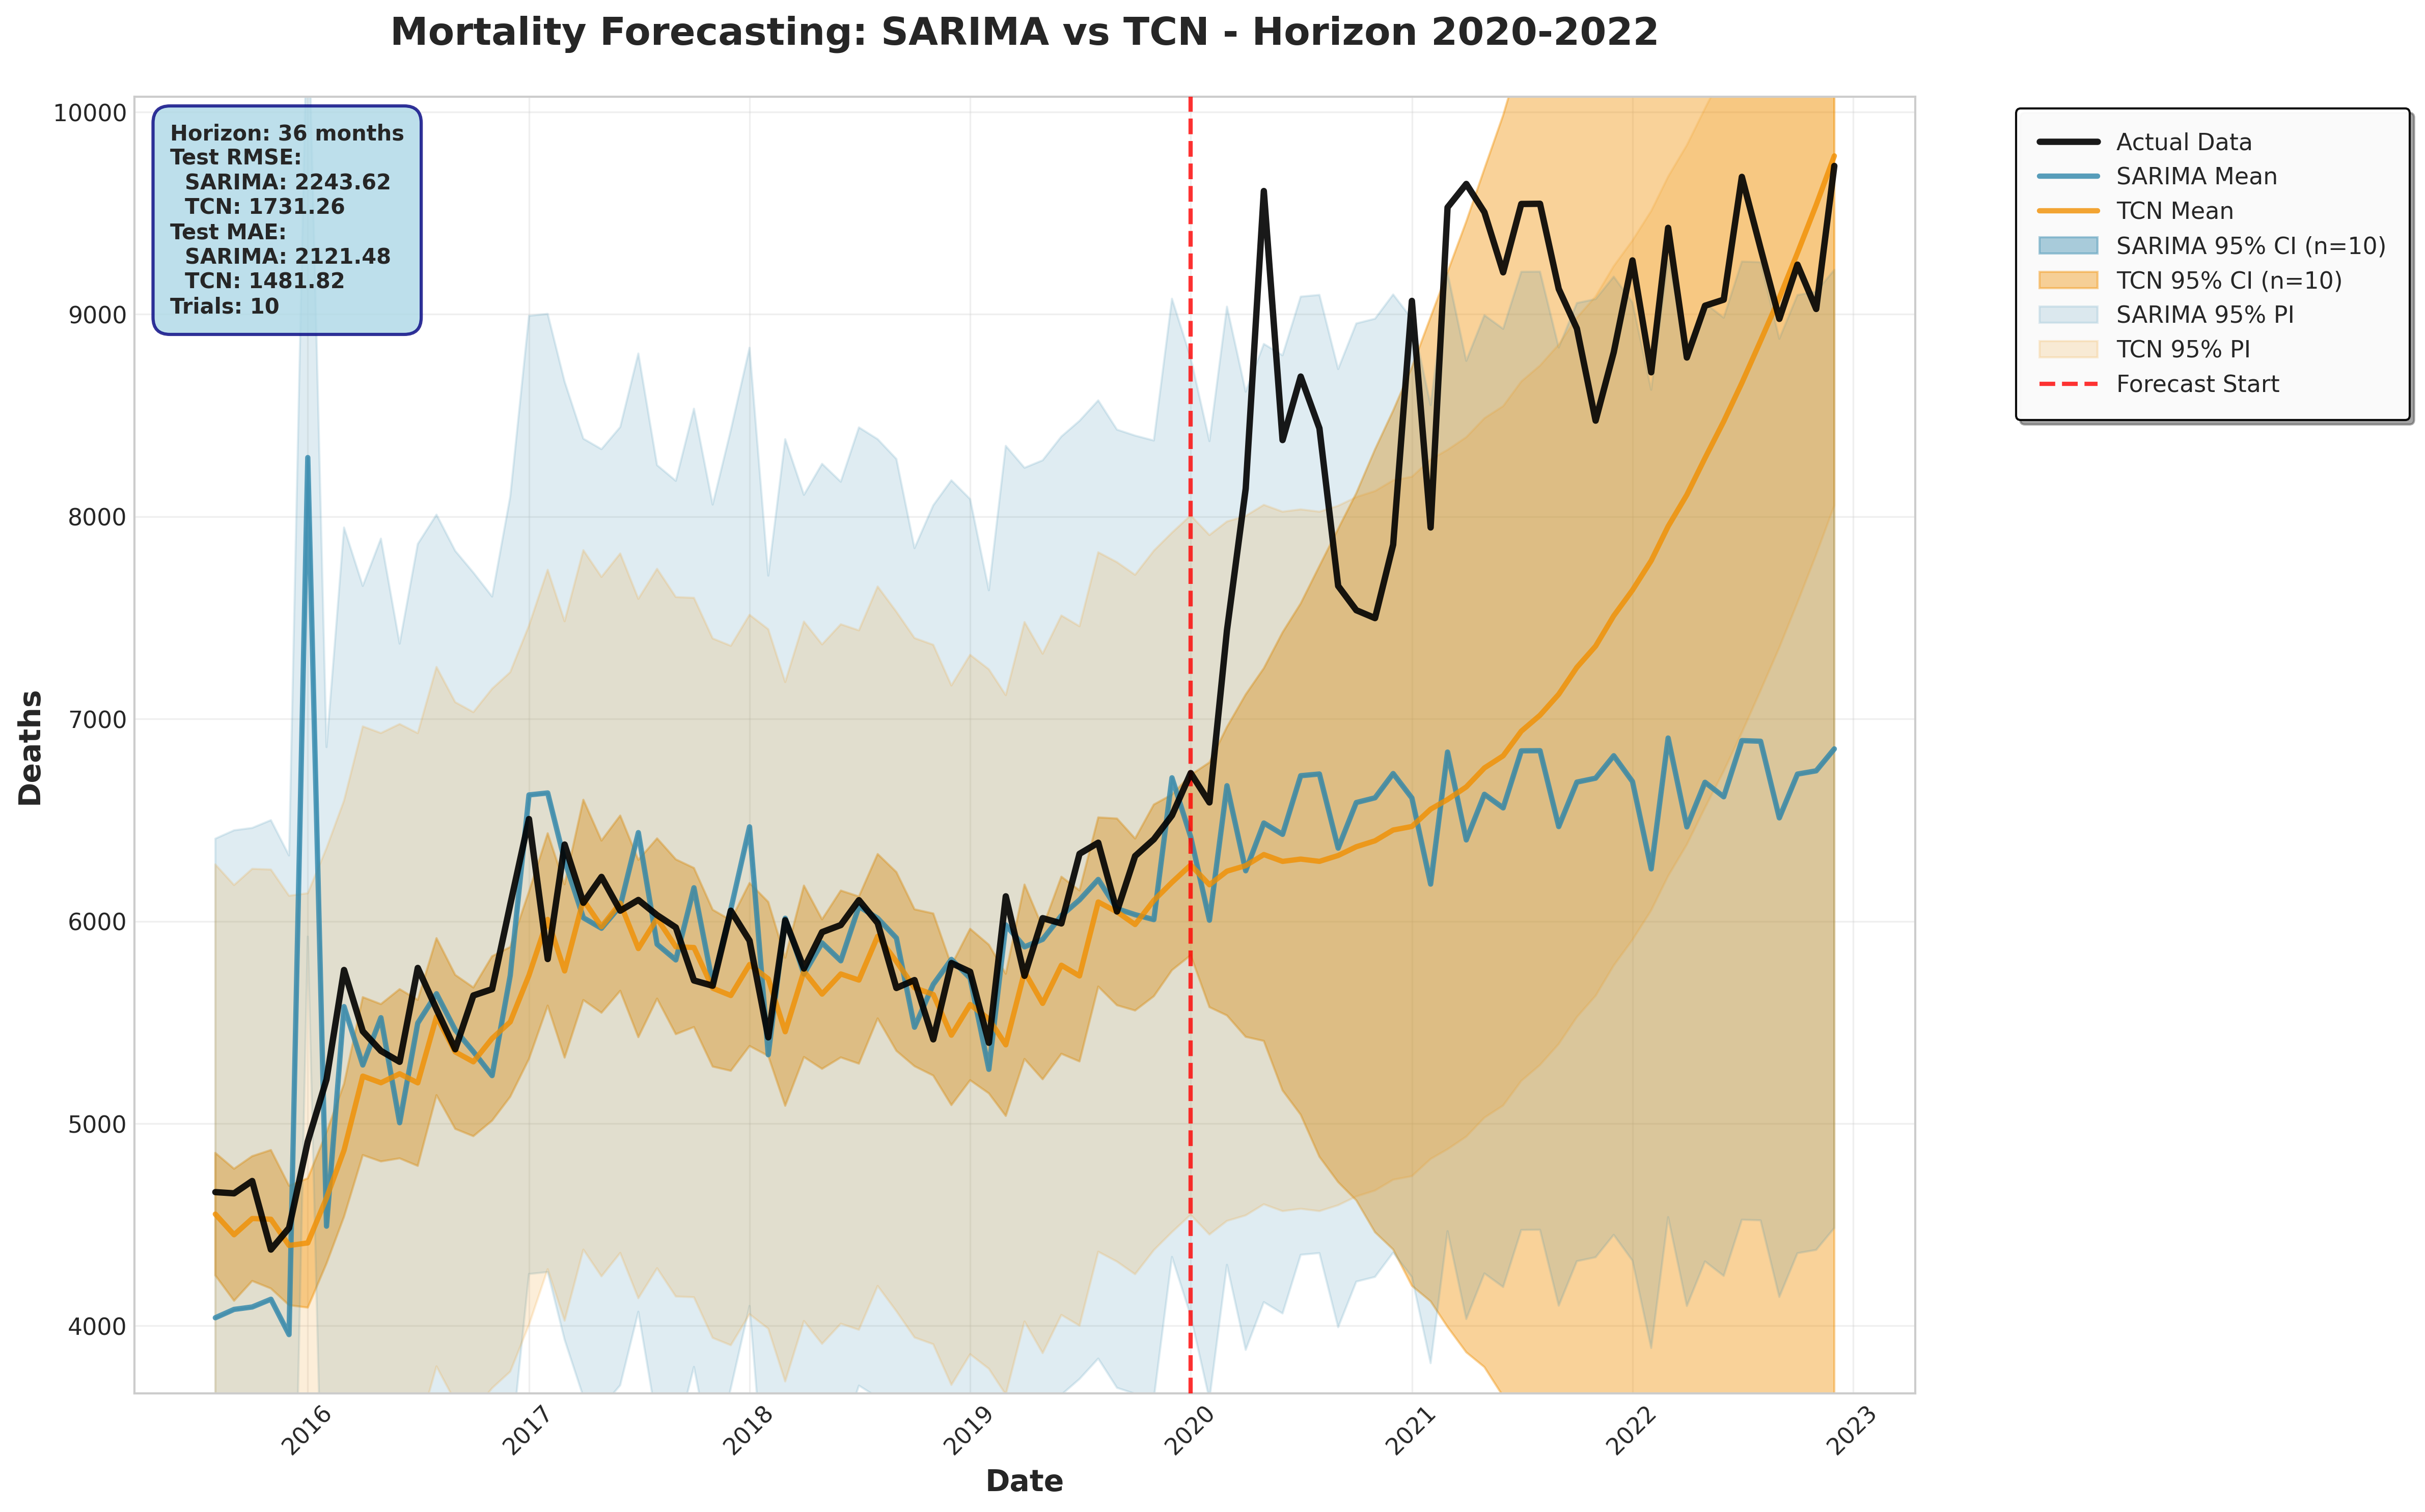 Mortality Forecasting: SARIMA vs TCN - Horizon 2020-2022
Horizon: 36 months
Test RMSE:
SARIMA: 2243.62
TCN: 1731.26
Test MAE:
SARIMA: 2121.48
TCN: 1481.82
Trials: 10
Actual Data
SARIMA Mean
TCN Mean
SARIMA 95% CI (n=10)
TCN 95% CI (n=10)
SARIMA 95% PI
TCN 95% PI
Forecast Start
Deaths
10000
9000
8000
7000
6000
5000
4000
2016
2017
2018
2019
2020
2021
2022
2023
Date